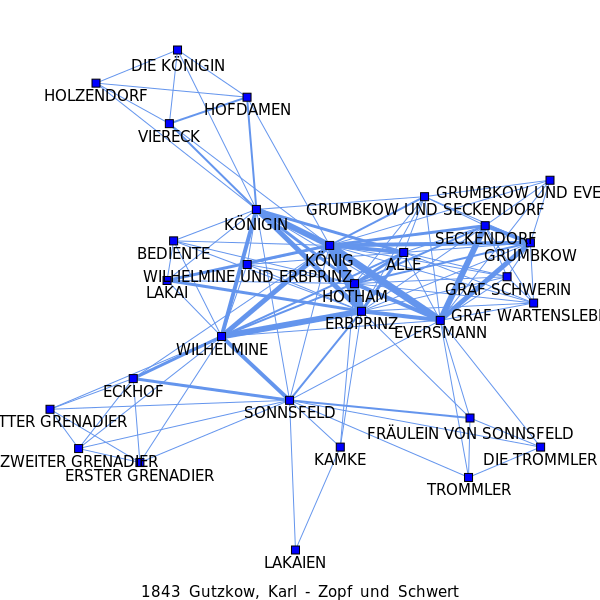 DIE KÖNIGIN
HOLZENDORF
HOFDAMEN
VIERECK
GRUMBKOW UND EVE
GRUMBKOW UND SECKENDORF
KÖNIGIN
SECKENDORF
BEDIENTE
GRUMBKOW
KÖNIG
ALLE
WILHELMINE UND ERBPRINZ
GRAF SCHWERIN
LAKAI
HOTHAM
GRAF WARTENSLEB
ERBPRINZ
EVERSMANN
WILHELMINE
ECKHOF
SONNSFELD
TTER GRENADIER
FRÄULEIN VON SONNSFELD
ZWEITER GRENADIER
KAMKE
DIE TROMMLER
ERSTER GRENADIER
TROMMLER
LAKAIEN
1843 Gutzkow, Karl - Zopf und Schwert